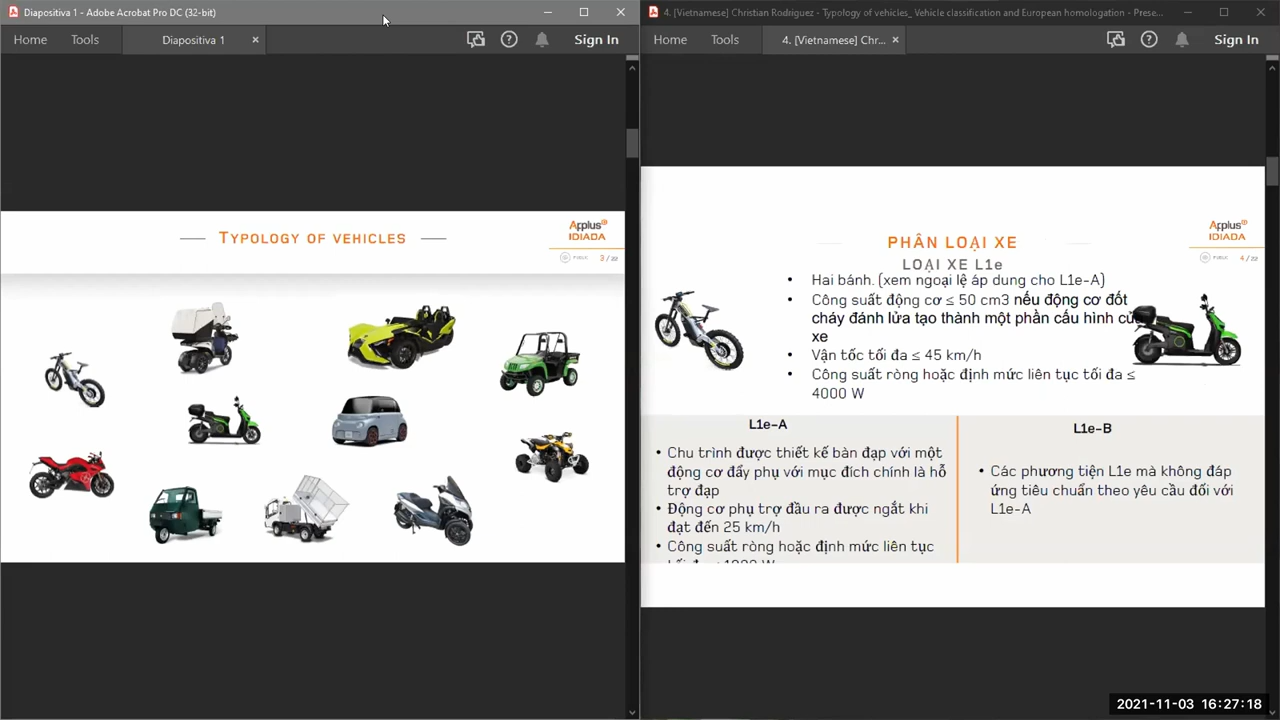 Diapositiva 1 - Adobe Acrobat Pro DC (32-bit)
Home Tools Diapositiva 1 × Sign In
TYPOLOGY OF VEHICLES
Applus+
IDIADA
3 / 22
4. [Vietnamese] Christian Rodriguez - Typology of vehicles_ Vehicle classification and European homologation - Prese...
Home Tools 4. [Vietnamese] Chr... × Sign In
Applus+
IDIADA
4 / 22
PHÂN LOẠI XE
LOẠI XE L1e
• Hai bánh. (xem ngoại lệ áp dung cho L1e-A)
• Công suất động cơ ≤ 50 cm3 nếu động cơ đốt
cháy đánh lửa tạo thành một phần cấu hình củ
xe
• Vận tốc tối đa ≤ 45 km/h
• Công suất ròng hoặc định mức liên tục tối đa ≤
4000 W
L1e-A
• Chu trình được thiết kế bàn đạp với một
động cơ đẩy phụ với mục đích chính là hỗ
trợ đạp
• Động cơ phụ trợ đầu ra được ngắt khi
đạt đến 25 km/h
• Công suất ròng hoặc định mức liên tục
L1e-B
• Các phương tiện L1e mà không đáp
ứng tiêu chuẩn theo yêu cầu đối với
L1e-A
2021-11-03 16:27:18